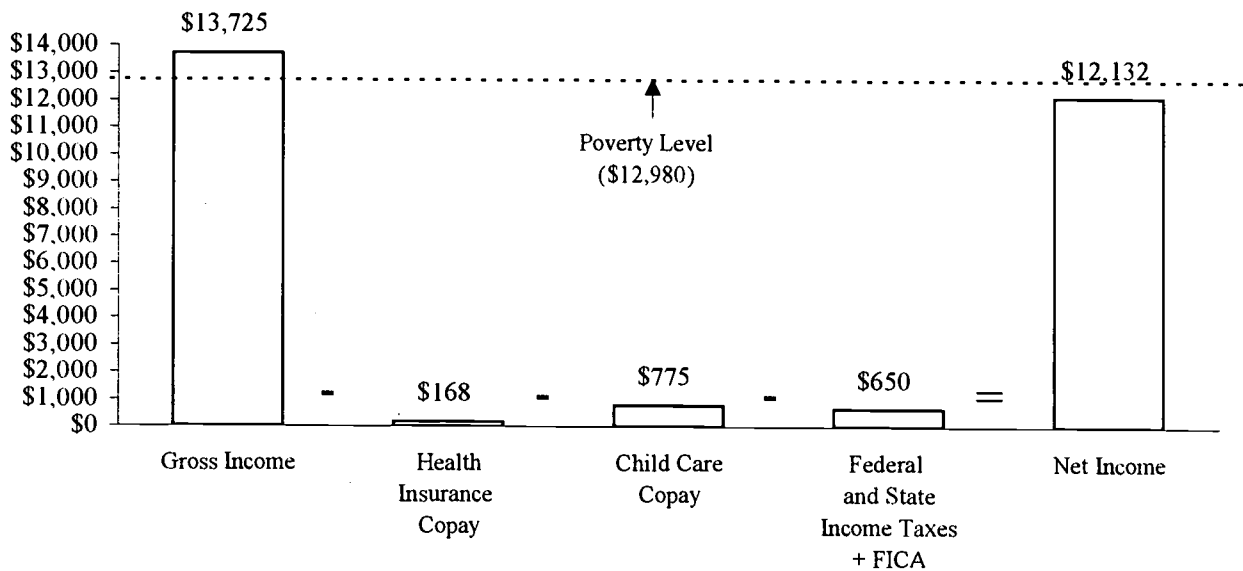 $13,725
$14,000
$13,000
$12,000
$11,000
$10,000
$9,000
$8,000
$7,000
$6,000
$5,000
$4,000
$3,000
$2,000
$1,000
$0
Poverty Level
($12,980)
$12,132
-
$168
-
$775
-
$650
=
Gross Income
Health
Insurance
Copay
Child Care
Copay
Federal
and State
Income Taxes
+ FICA
Net Income